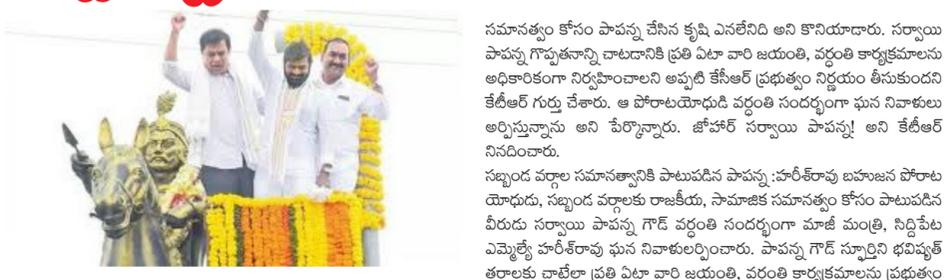 సమానత్వం కోసం పాపన్న చేసిన కృషి ఎనలేనిది అని కొనియాడారు. సర్వాయి
పాపన్న గొప్పతనాన్ని చాటడానికి ప్రతి ఏటా వారి జయంతి, వర్ధంతి కార్యక్రమాలను
అధికారికంగా నిర్వహించాలని అప్పటి కేసీఆర్ ప్రభుత్వం నిర్ణయం తీసుకుందని
కేటీఆర్ గుర్తు చేశారు. ఆ పోరాటయోధుడి వర్ధంతి సందర్భంగా ఘన నివాళులు
అర్పిస్తున్నాను అని పేర్కొన్నారు. జోహార్ సర్వాయి పాపన్న! అని కేటీఆర్
నినదించారు.
సబ్బండ వర్గాల సమానత్వానికి పాటుపడిన పాపన్న :హరీశ్‌రావు బహుజన పోరాట
యోధుడు, సబ్బండ వర్గాలకు రాజకీయ, సామాజిక సమానత్వం కోసం పాటుపడిన
వీరుడు సర్వాయి పాపన్న గౌడ్ వర్ధంతి సందర్భంగా మాజీ మంత్రి, సిద్దిపేట
ఎమ్మెల్యే హరీశ్‌రావు ఘన నివాళులర్పించారు. పాపన్న గౌడ్ స్ఫూర్తిని భవిష్యత్
తరాలకు చాటేలా ప్రతి ఏటా వారి జయంతి, వర్ధంతి కార్యక్రమాలను ప్రభుత్వం